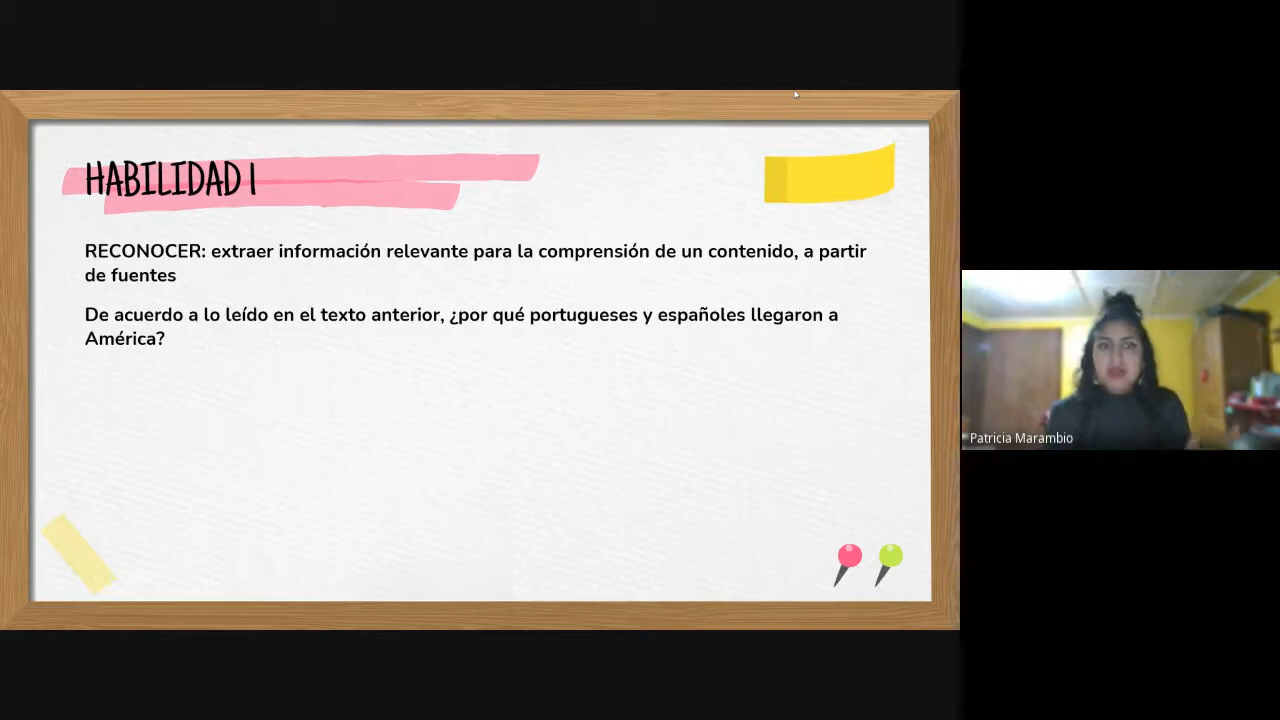 HABILIDAD 1
RECONOCER: extraer información relevante para la comprensión de un contenido, a partir
de fuentes
De acuerdo a lo leído en el texto anterior, ¿por qué portugueses y españoles llegaron a
América?
Patricia Marambio